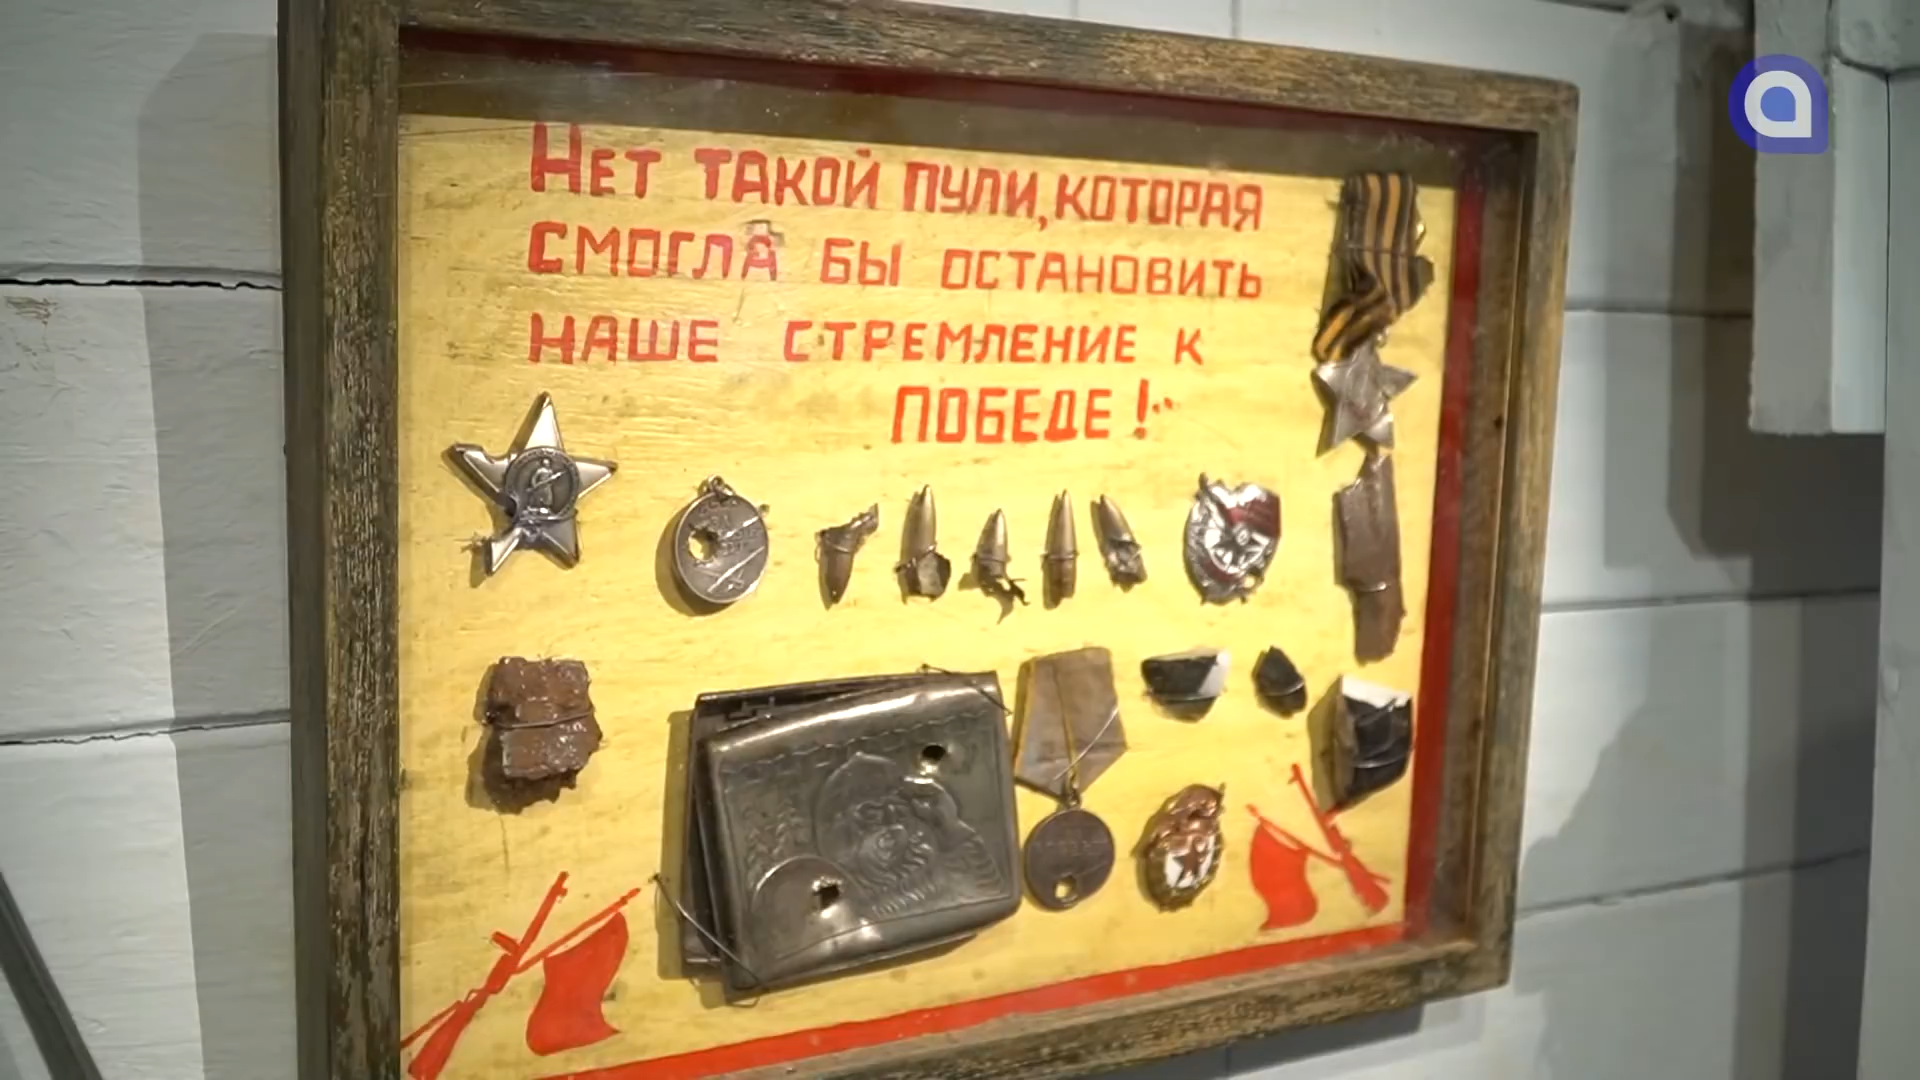 Нет такой пули, которая
смогла бы остановить
наше стремление к
победе!"